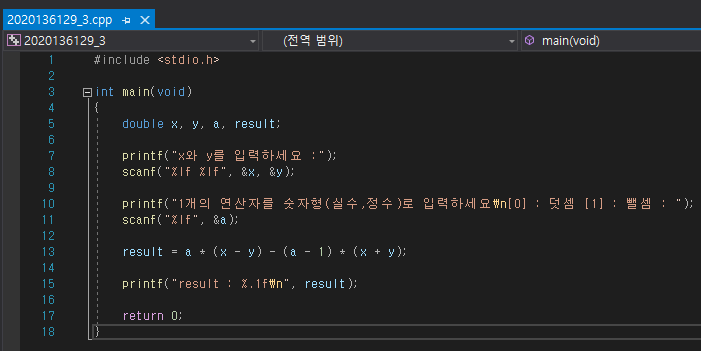 2020136129_3.cpp
2020136129_3 (전역 범위) main(void)
1 #include <stdio.h>
2
3 int main(void)
4 {
5 double x, y, a, result;
6
7 printf("x와 y를 입력하세요 :");
8 scanf("%lf %lf", &x, &y);
9
10 printf("1개의 연산자를 숫자형(실수,정수)로 입력하세요₩n[0] : 덧셈 [1] : 뺄셈 : ");
11 scanf("%lf", &a);
12
13 result = a * (x - y) - (a - 1) * (x + y);
14
15 printf("result : %.1f₩n", result);
16
17 return 0;
18 }